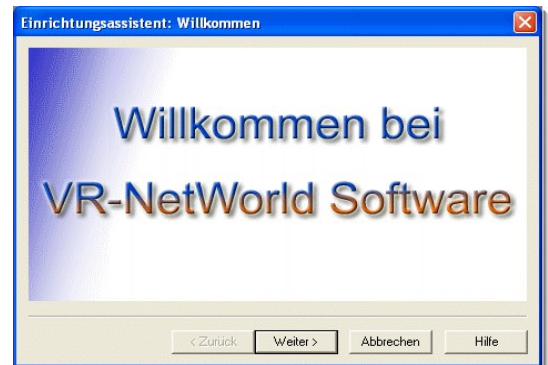 Einrichtungsassistent: Willkommen
Willkommen bei
VR-NetWorld Software
< Zurück Weiter > Abbrechen Hilfe